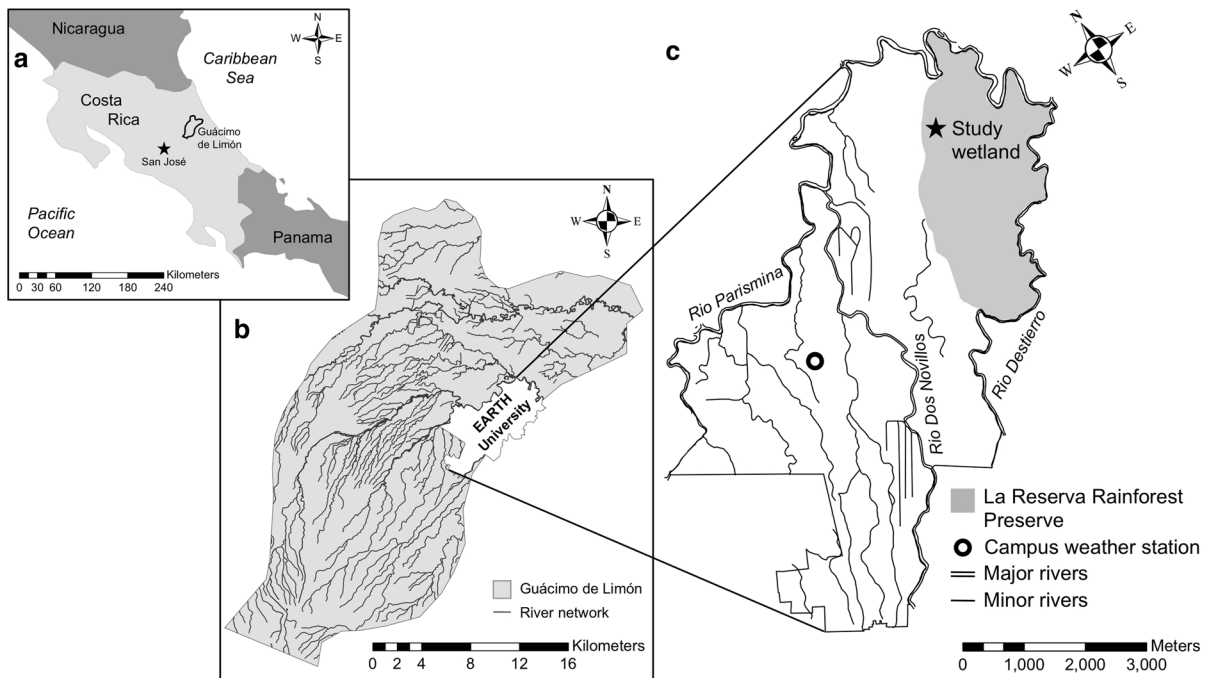 a
Nicaragua
N
W E
S
Caribbean
Sea
Costa
Rica
Guácimo
de Limón
San José
Pacific
Ocean
Panama
Kilometers
0 30 60 120 180 240
b
N
W E
S
EARTH
University
Guácimo de Limón
River network
Kilometers
0 2 4 8 12 16
c
N
E
W
S
Study
wetland
Rio Parismina
Rio Dos Novillos
Rio Destierro
La Reserva Rainforest
Preserve
Campus weather station
Major rivers
Minor rivers
Meters
0 1,000 2,000 3,000